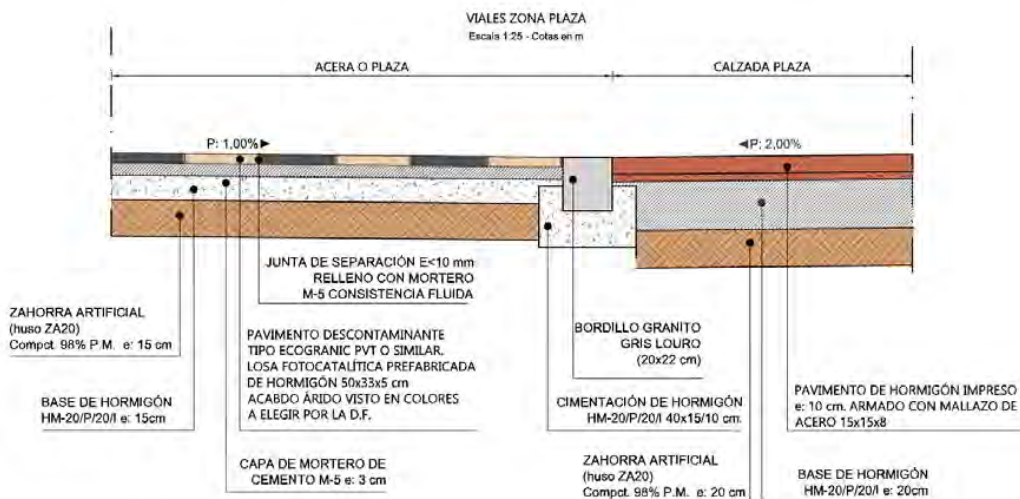 VIALES ZONA PLAZA
Escala 1:25 - Cotas en m
ACERA O PLAZA
CALZADA PLAZA
P: 1,00%
P: 2,00%
JUNTA DE SEPARACIÓN E<10 mm
RELLENO CON MORTERO
M-5 CONSISTENCIA FLUIDA
ZAHORRA ARTIFICIAL
(huso ZA20)
Compct. 98% P.M. e: 15 cm
PAVIMENTO DESCONTAMINANTE
TIPO ECOGRANIC PVT O SIMILAR.
LOSA FOTOCATALÍTICA PREFABRICADA
DE HORMIGÓN 50x33x5 cm
ACABDO ÁRIDO VISTO EN COLORES
A ELEGIR POR LA D.F.
BORDILLO GRANITO
GRIS LOURO
(20x22 cm)
BASE DE HORMIGÓN
HM-20/P/20/I e: 15cm
CIMENTACIÓN DE HORMIGÓN
HM-20/P/20/I 40x15/10 cm.
PAVIMENTO DE HORMIGÓN IMPRESO
e: 10 cm. ARMADO CON MALLAZO DE
ACERO 15x15x8
CAPA DE MORTERO DE
CEMENTO M-5 e: 3 cm
ZAHORRA ARTIFICIAL
(huso ZA20)
Compct. 98% P.M. e: 20 cm
BASE DE HORMIGÓN
HM-20/P/20/I e: 20cm